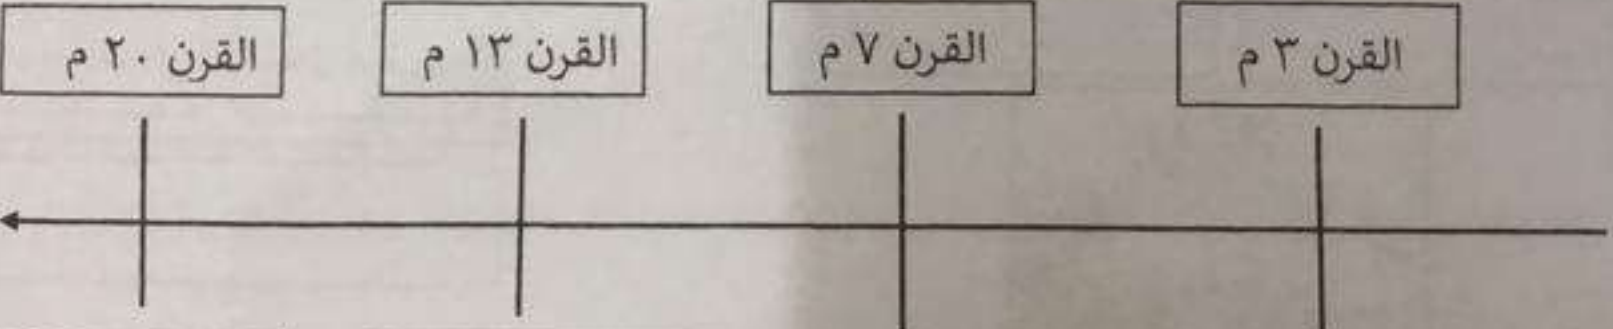 القرن ٣ م
القرن ٧ م
القرن ١٣ م
القرن ٢٠ م